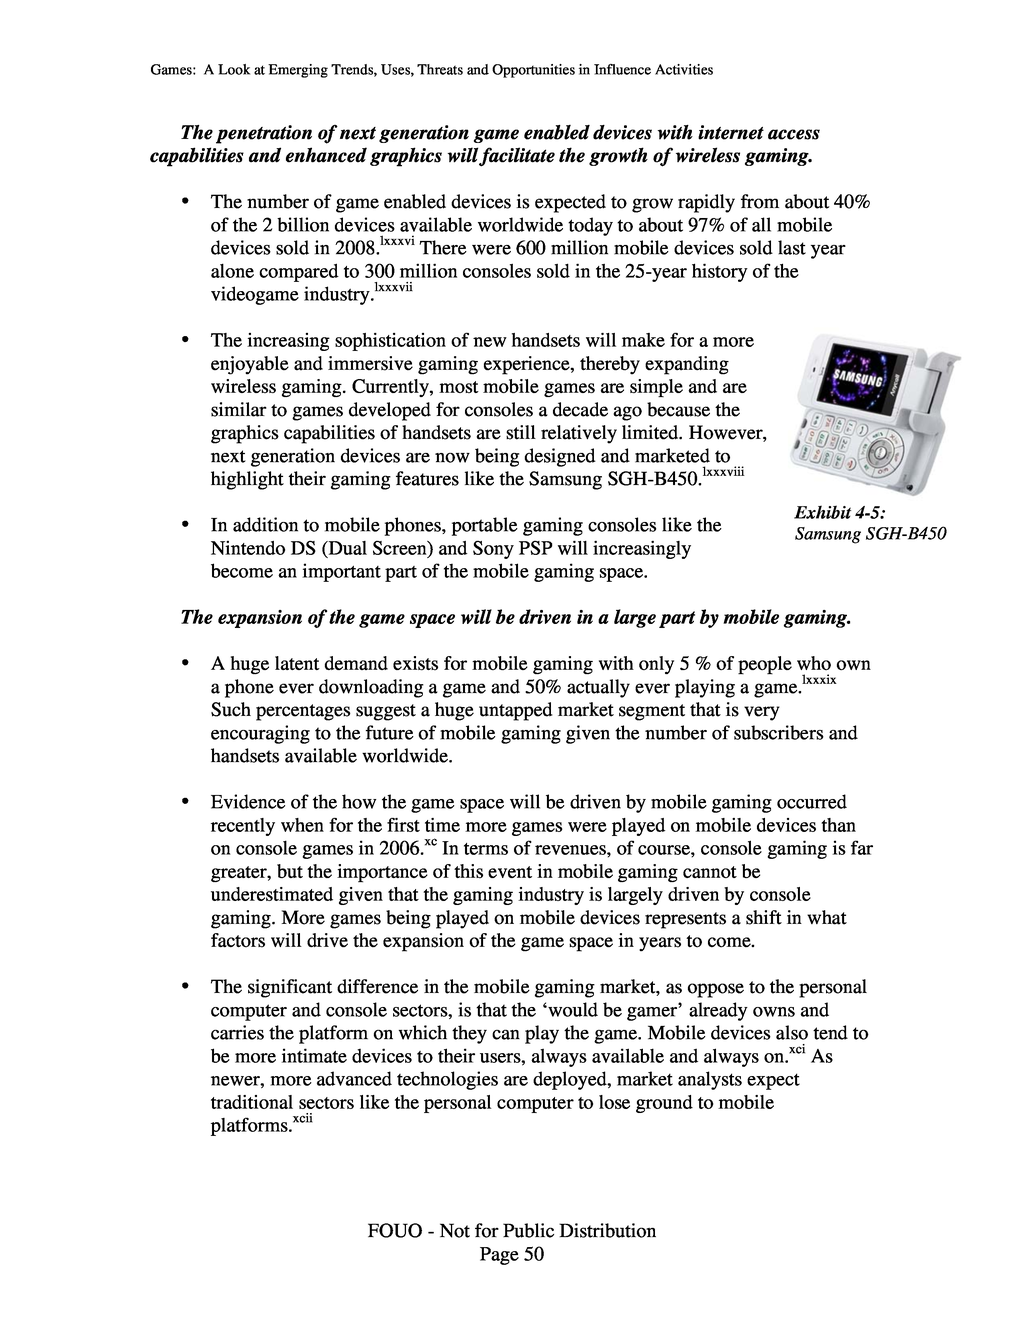 Games:  A Look at Emerging Trends, Uses, Threats and Opportunities in Influence Activities
The penetration of next generation game enabled devices with internet access
capabilities and enhanced graphics will facilitate the growth of wireless gaming.
• The number of game enabled devices is expected to grow rapidly from about 40%
of the 2 billion devices available worldwide today to about 97% of all mobile
devices sold in 2008.lxxxvi There were 600 million mobile devices sold last year
alone compared to 300 million consoles sold in the 25-year history of the
videogame industry.lxxxvii
• The increasing sophistication of new handsets will make for a more
enjoyable and immersive gaming experience, thereby expanding
wireless gaming. Currently, most mobile games are simple and are
similar to games developed for consoles a decade ago because the
graphics capabilities of handsets are still relatively limited. However,
next generation devices are now being designed and marketed to
highlight their gaming features like the Samsung SGH-B450.lxxxviii
SAMSUNG
Anycall
Exhibit 4-5:
Samsung SGH-B450
• In addition to mobile phones, portable gaming consoles like the
Nintendo DS (Dual Screen) and Sony PSP will increasingly
become an important part of the mobile gaming space.
The expansion of the game space will be driven in a large part by mobile gaming.
• A huge latent demand exists for mobile gaming with only 5 % of people who own
a phone ever downloading a game and 50% actually ever playing a game.lxxxix
Such percentages suggest a huge untapped market segment that is very
encouraging to the future of mobile gaming given the number of subscribers and
handsets available worldwide.
• Evidence of the how the game space will be driven by mobile gaming occurred
recently when for the first time more games were played on mobile devices than
on console games in 2006.xc In terms of revenues, of course, console gaming is far
greater, but the importance of this event in mobile gaming cannot be
underestimated given that the gaming industry is largely driven by console
gaming. More games being played on mobile devices represents a shift in what
factors will drive the expansion of the game space in years to come.
• The significant difference in the mobile gaming market, as oppose to the personal
computer and console sectors, is that the ‘would be gamer’ already owns and
carries the platform on which they can play the game. Mobile devices also tend to
be more intimate devices to their users, always available and always on.xci As
newer, more advanced technologies are deployed, market analysts expect
traditional sectors like the personal computer to lose ground to mobile
platforms.xcii
FOUO - Not for Public Distribution
Page 50